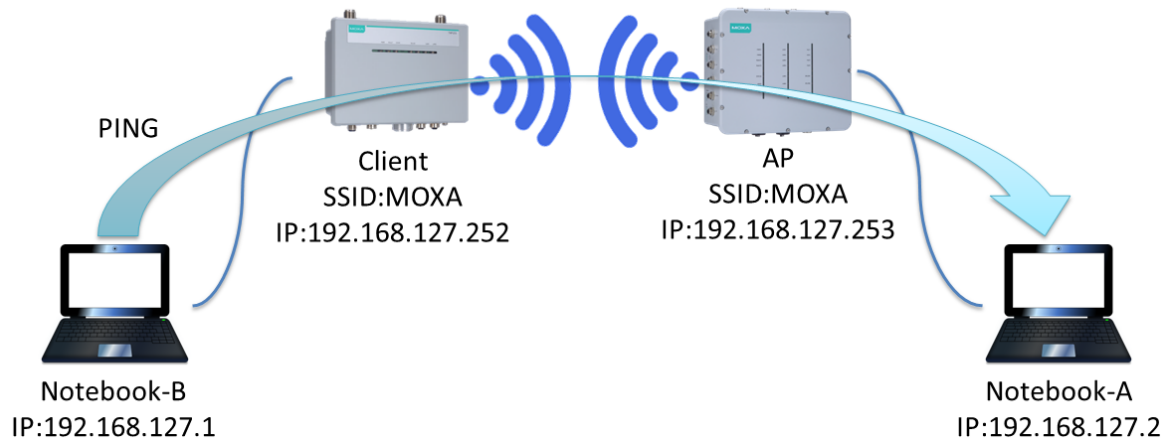 MOXA
PING
Client
SSID:MOXA
IP:192.168.127.252
AP
SSID:MOXA
IP:192.168.127.253
Notebook-B
IP:192.168.127.1
Notebook-A
IP:192.168.127.2